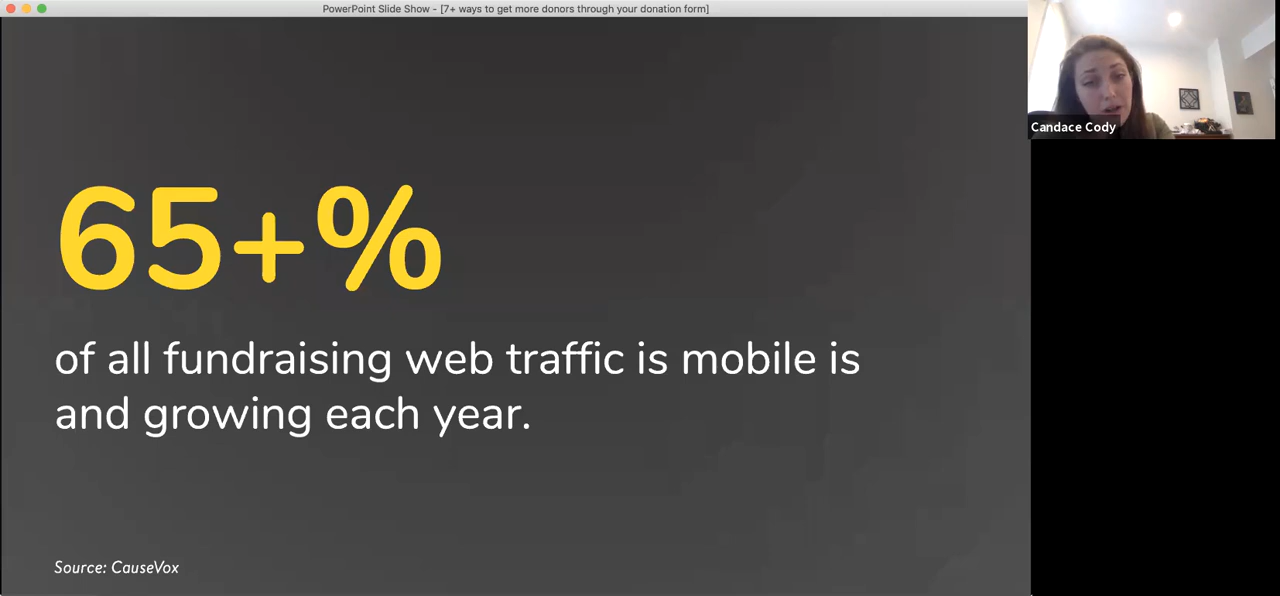 PowerPoint Slide Show - [7+ ways to get more donors through your donation form]
Candace Cody
65+%
of all fundraising web traffic is mobile is
and growing each year.
Source: CauseVox